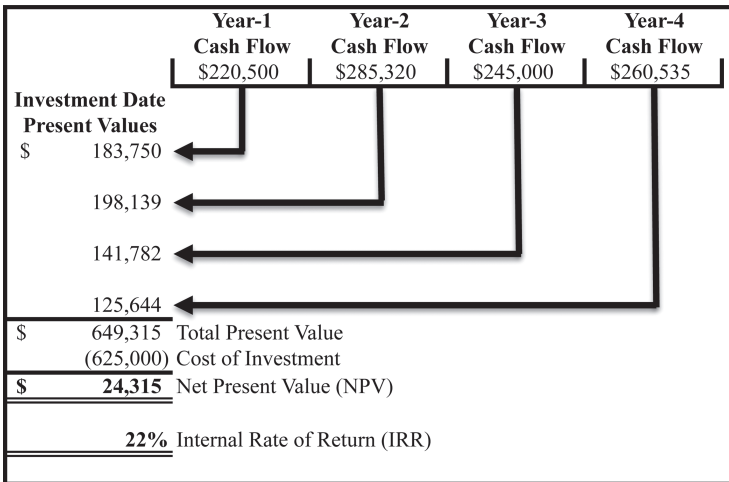 Year-1 Year-2 Year-3 Year-4
Cash Flow Cash Flow Cash Flow Cash Flow
$220,500 $285,320 $245,000 $260,535
Investment Date
Present Values
$ 183,750
198,139
141,782
125,644
$ 649,315 Total Present Value
(625,000) Cost of Investment
$ 24,315 Net Present Value (NPV)
22% Internal Rate of Return (IRR)